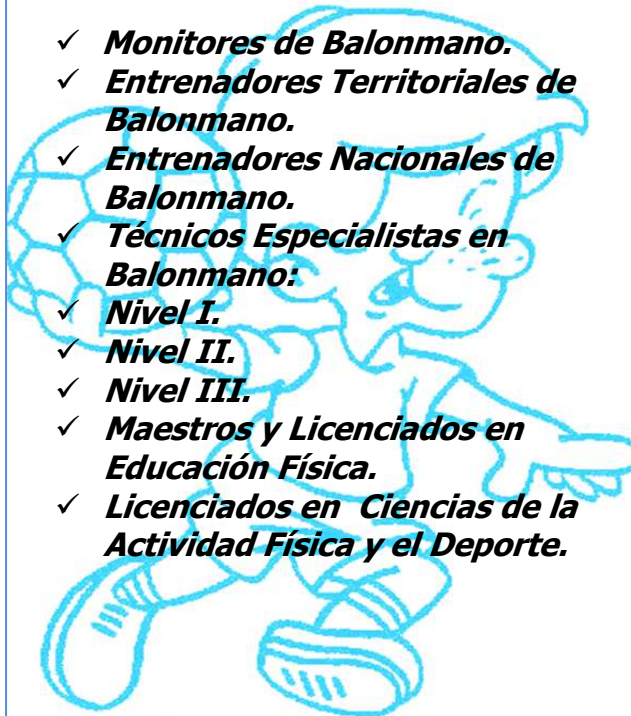 ✓ Monitores de Balonmano.
✓ Entrenadores Territoriales de
Balonmano.
✓ Entrenadores Nacionales de
Balonmano.
✓ Técnicos Especialistas en
Balonmano:
✓ Nivel I.
✓ Nivel II.
✓ Nivel III.
✓ Maestros y Licenciados en
Educación Física.
✓ Licenciados en Ciencias de la
Actividad Física y el Deporte.